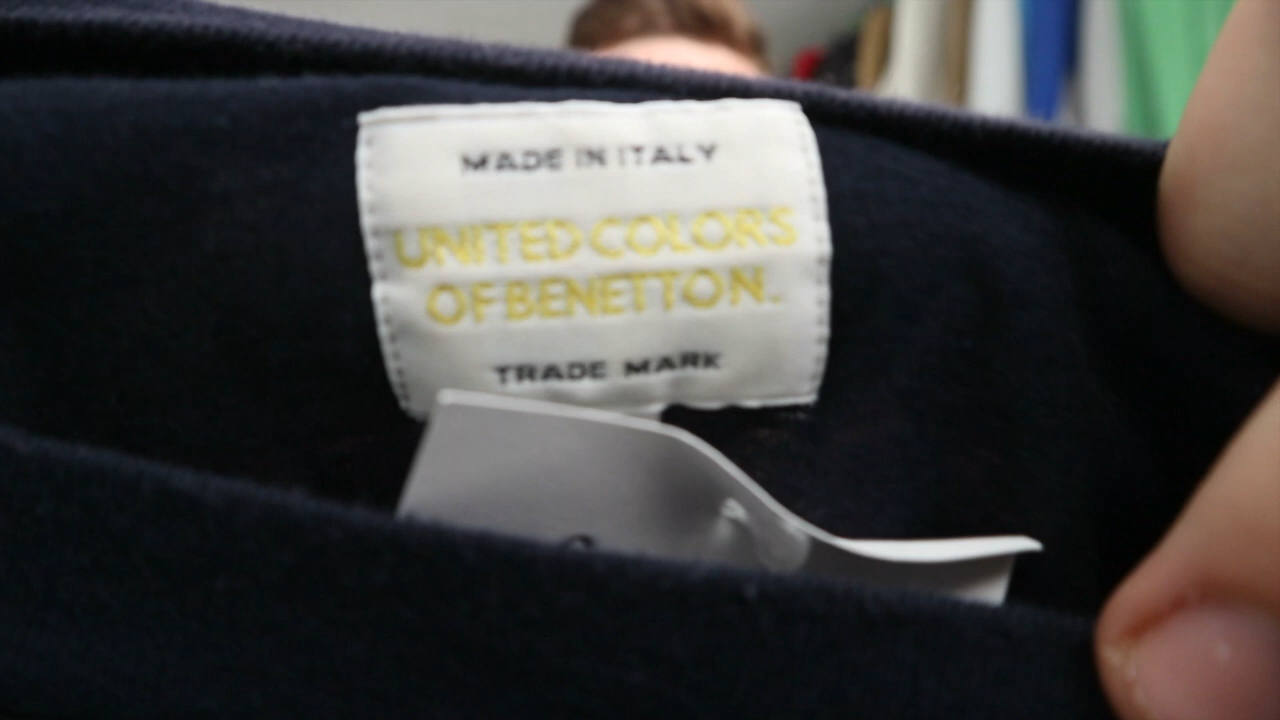 MADE IN ITALY
UNITED COLORS
OF BENETTON.
TRADE MARK